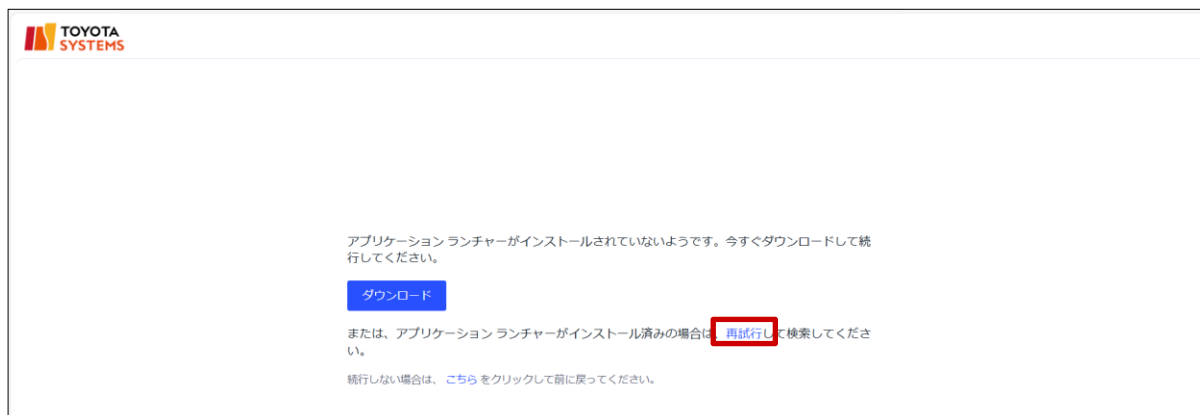 TOYOTA
SYSTEMS
アプリケーション ランチャーがインストールされていないようです。今すぐダウンロードして続
行してください。
ダウンロード
または、アプリケーション ランチャーがインストール済みの場合は、再試行して検索してくださ
い。
続行しない場合は、 こちら をクリックして前に戻ってください。